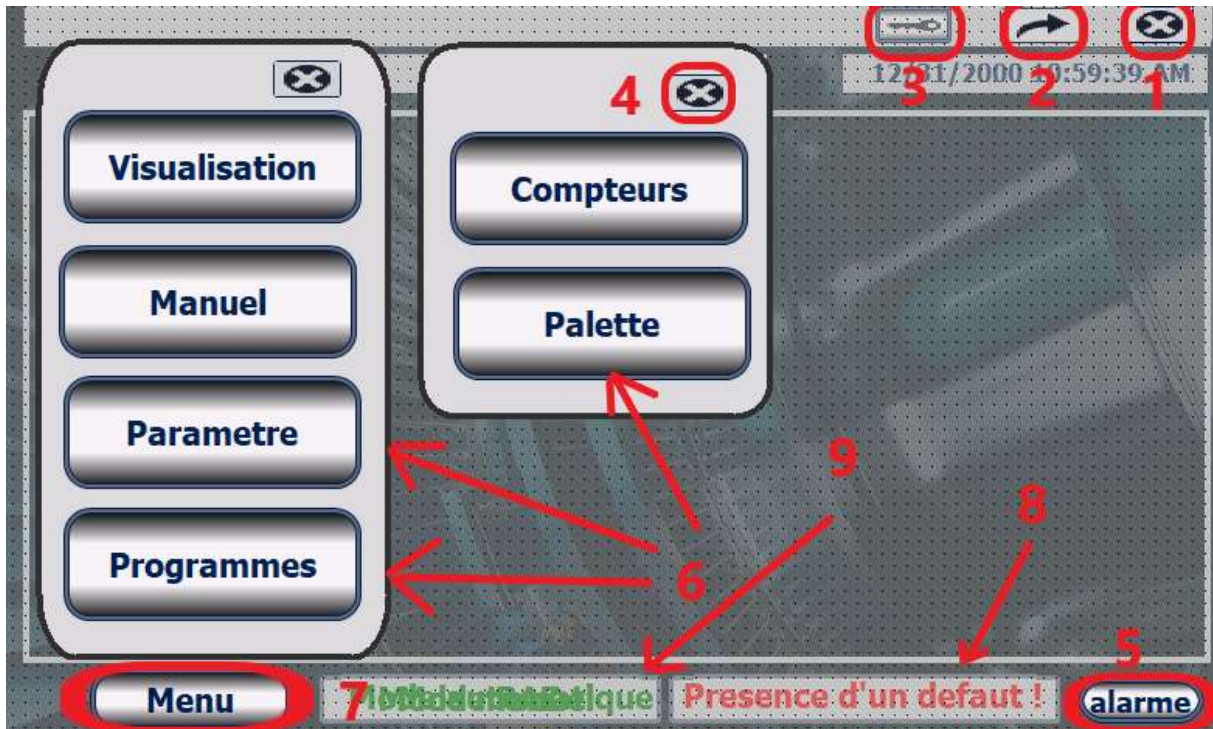 12/31/2000 10:59:39 AM
3
2
1
4
Visualisation
Compteurs
Manuel
Palette
Parametre
Programmes
9
8
6
5
Menu
7
Presence d'un defaut !
alarme